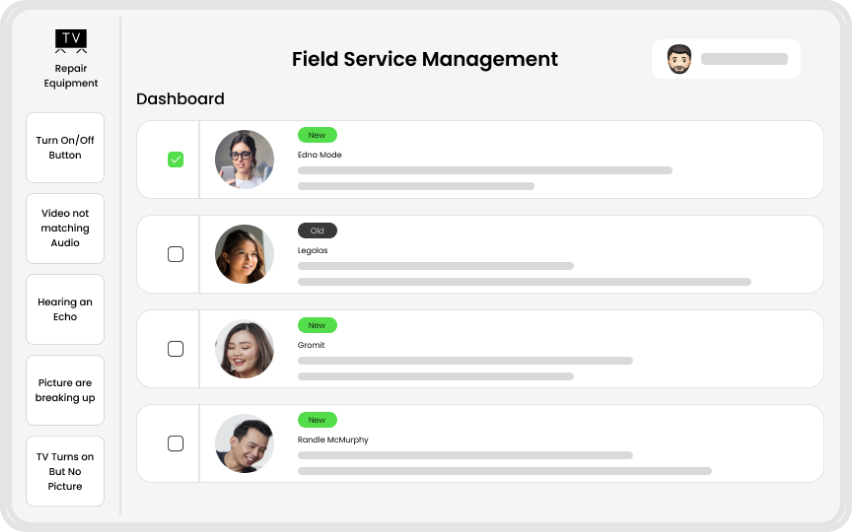 TV
Repair
Equipment
Turn On/Off
Button
Video not
matching
Audio
Hearing an
Echo
Picture are
breaking up
TV Turns on
But No
Picture
Field Service Management
Dashboard
New
Edna Mode
Old
Legolas
New
Gromit
New
Randle McMurphy